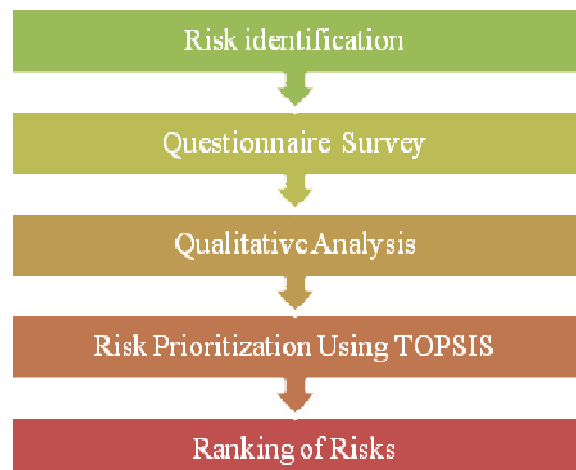 Risk identification
Questionnaire Survey
Qualitative Analysis
Risk Prioritization Using TOPSIS
Ranking of Risks